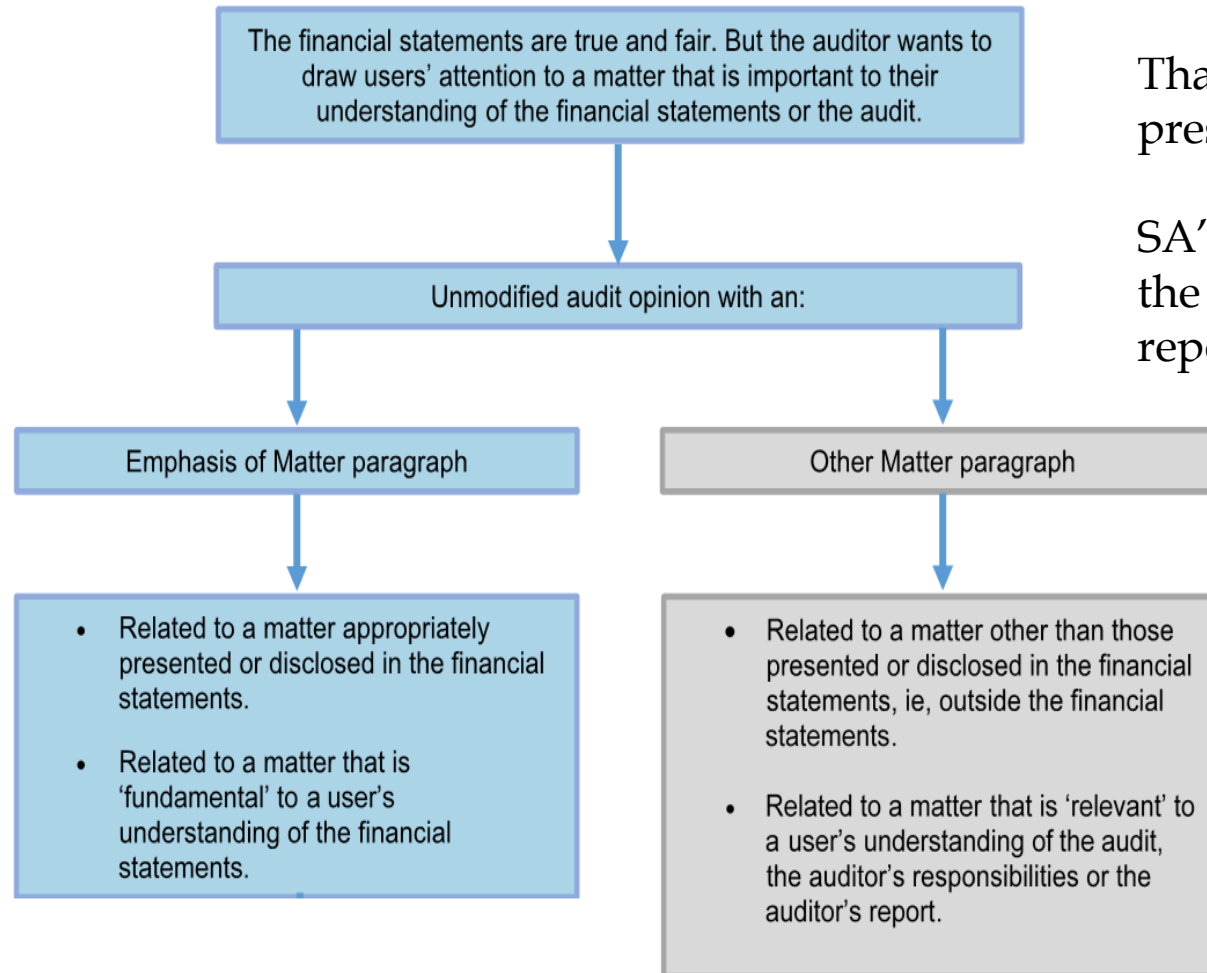 The financial statements are true and fair. But the auditor wants to
draw users' attention to a matter that is important to their
understanding of the financial statements or the audit.
Unmodified audit opinion with an:
Emphasis of Matter paragraph
Other Matter paragraph
• Related to a matter appropriately
presented or disclosed in the financial
statements.
• Related to a matter that is
‘fundamental’ to a user’s
understanding of the financial
statements.
• Related to a matter other than those
presented or disclosed in the financial
statements, ie, outside the financial
statements.
• Related to a matter that is ‘relevant’ to
a user’s understanding of the audit,
the auditor’s responsibilities or the
auditor’s report.
the